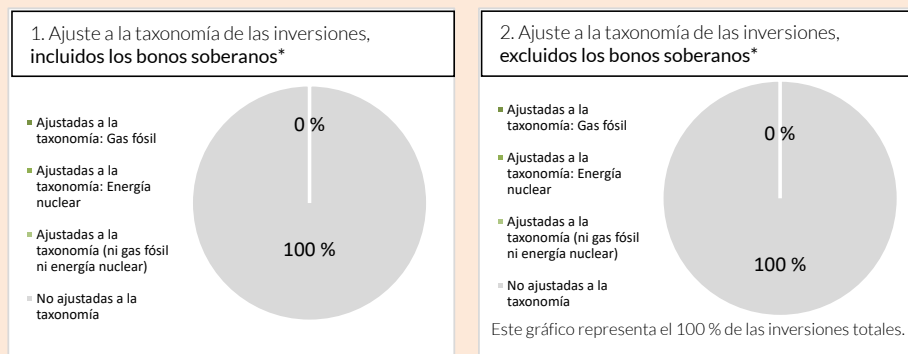 1. Ajuste a la taxonomía de las inversiones,
incluidos los bonos soberanos*
Ajustadas a la
taxonomía: Gas fósil
Ajustadas a la
taxonomía: Energía
nuclear
Ajustadas a la
taxonomía (ni gas fósil
ni energía nuclear)
No ajustadas a la
taxonomía
0 %
100 %
2. Ajuste a la taxonomía de las inversiones,
excluidos los bonos soberanos*
Ajustadas a la
taxonomía: Gas fósil
Ajustadas a la
taxonomía: Energía
nuclear
Ajustadas a la
taxonomía (ni gas fósil
ni energía nuclear)
No ajustadas a la
taxonomía
0 %
100 %
Este gráfico representa el 100 % de las inversiones totales.